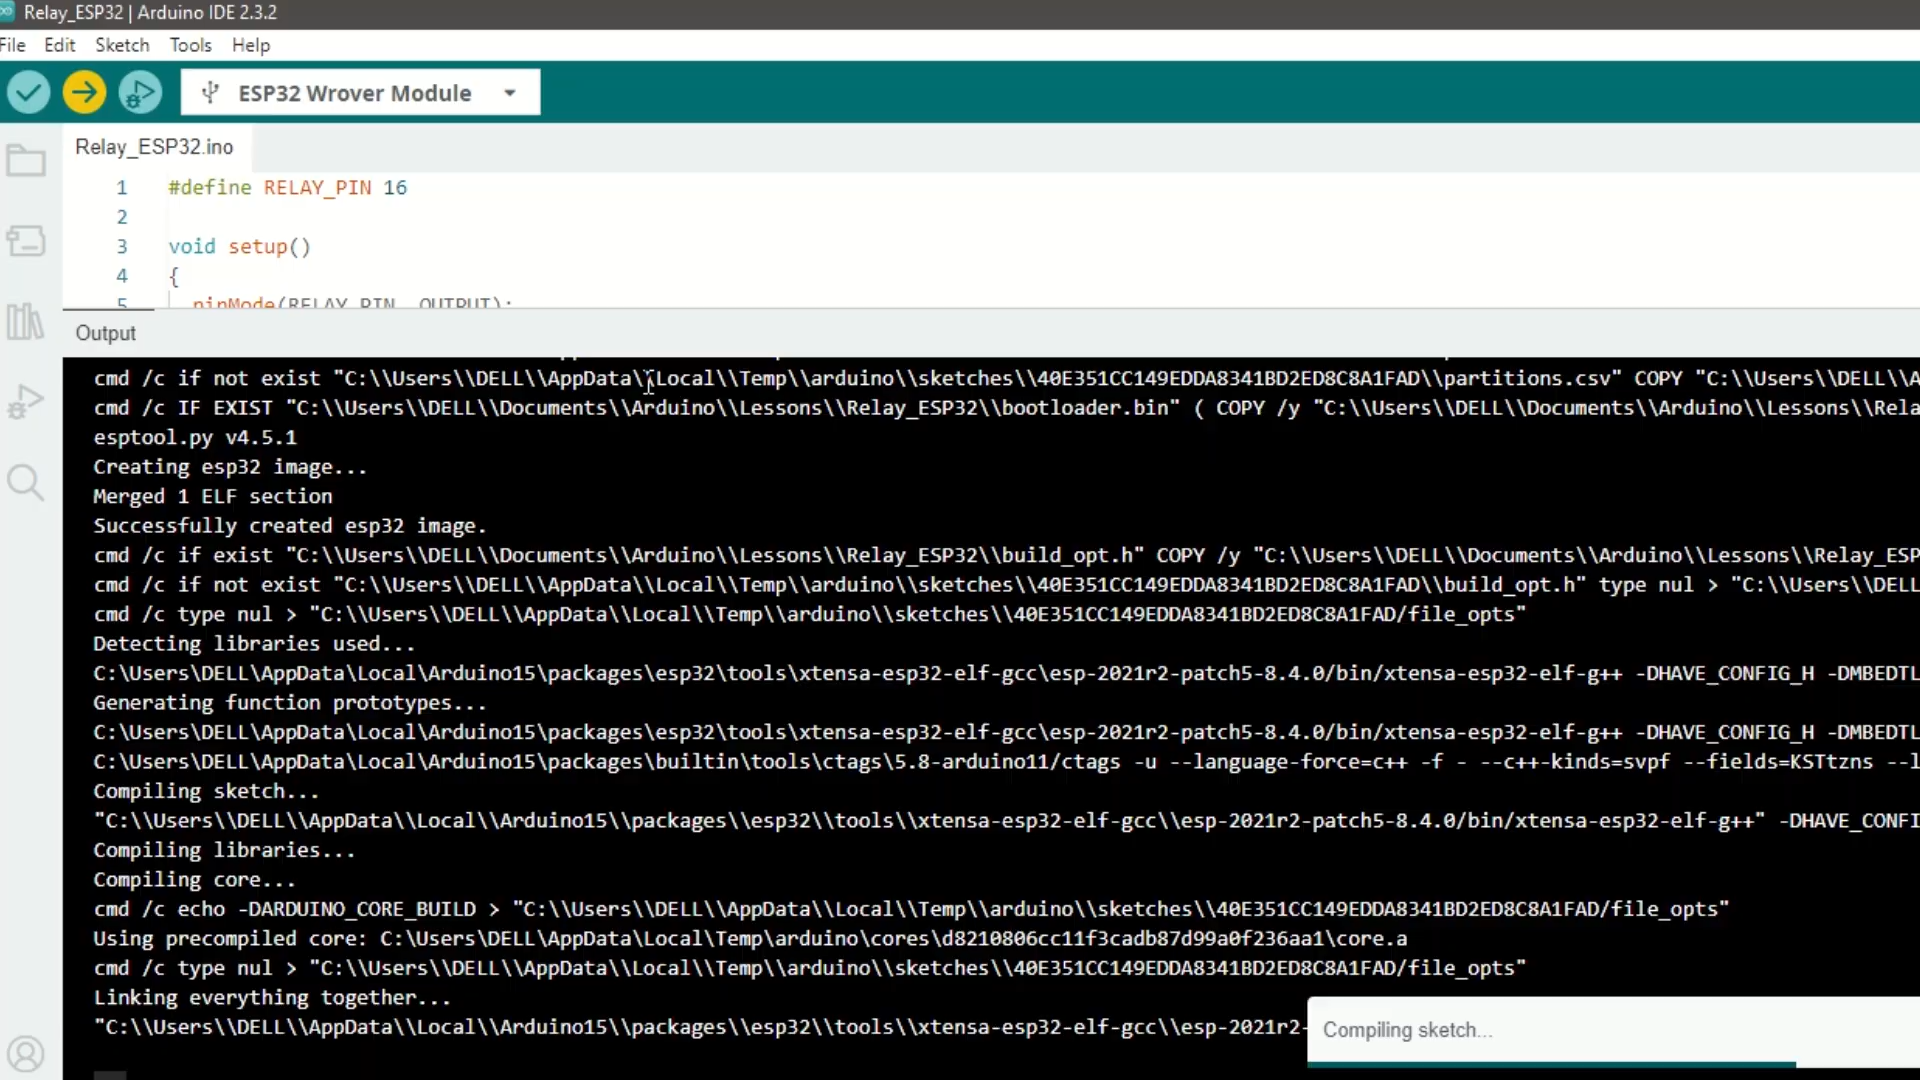 Relay_ESP32 | Arduino IDE 2.3.2
File Edit Sketch Tools Help
ESP32 Wrover Module
Relay_ESP32.ino
1 #define RELAY_PIN 16
2
3 void setup()
4 {
5 pinMode(RELAY_PIN, OUTPUT);
Output
cmd /c if not exist "C:\\Users\\DELL\\AppData\\Local\\Temp\\arduino\\sketches\\40E351CC149EDDA8341BD2ED8C8A1FAD\\partitions.csv" COPY "C:\\Users\\DELL\\A
cmd /c IF EXIST "C:\\Users\\DELL\\Documents\\Arduino\\Lessons\\Relay_ESP32\\bootloader.bin" ( COPY /y "C:\\Users\\DELL\\Documents\\Arduino\\Lessons\\Rela
esptool.py v4.5.1
Creating esp32 image...
Merged 1 ELF section
Successfully created esp32 image.
cmd /c if exist "C:\\Users\\DELL\\Documents\\Arduino\\Lessons\\Relay_ESP32\\build_opt.h" COPY /y "C:\\Users\\DELL\\Documents\\Arduino\\Lessons\\Relay_ESP
cmd /c if not exist "C:\\Users\\DELL\\AppData\\Local\\Temp\\arduino\\sketches\\40E351CC149EDDA8341BD2ED8C8A1FAD\\build_opt.h" type nul > "C:\\Users\\DELL
cmd /c type nul > "C:\\Users\\DELL\\AppData\\Local\\Temp\\arduino\\sketches\\40E351CC149EDDA8341BD2ED8C8A1FAD/file_opts"
Detecting libraries used...
C:\Users\DELL\AppData\Local\Arduino15\packages\esp32\tools\xtensa-esp32-elf-gcc\esp-2021r2-patch5-8.4.0/bin/xtensa-esp32-elf-g++ -DHAVE_CONFIG_H -DMBEDTL
Generating function prototypes...
C:\Users\DELL\AppData\Local\Arduino15\packages\esp32\tools\xtensa-esp32-elf-gcc\esp-2021r2-patch5-8.4.0/bin/xtensa-esp32-elf-g++ -DHAVE_CONFIG_H -DMBEDTL
C:\Users\DELL\AppData\Local\Arduino15\packages\builtin\tools\ctags\5.8-arduino11/ctags -u --language-force=c++ -f - --c++-kinds=svpf --fields=KSTtzns --l
Compiling sketch...
"C:\\Users\\DELL\\AppData\\Local\\Arduino15\\packages\\esp32\\tools\\xtensa-esp32-elf-gcc\\esp-2021r2-patch5-8.4.0/bin/xtensa-esp32-elf-g++" -DHAVE_CONFI
Compiling libraries...
Compiling core...
cmd /c echo -DARDUINO_CORE_BUILD > "C:\\Users\\DELL\\AppData\\Local\\Temp\\arduino\\sketches\\40E351CC149EDDA8341BD2ED8C8A1FAD/file_opts"
Using precompiled core: C:\Users\DELL\AppData\Local\Temp\arduino\cores\d8210806cc11f3cadb87d99a0f236aa1\core.a
cmd /c type nul > "C:\\Users\\DELL\\AppData\\Local\\Temp\\arduino\\sketches\\40E351CC149EDDA8341BD2ED8C8A1FAD/file_opts"
Linking everything together...
"C:\\Users\\DELL\\AppData\\Local\\Arduino15\\packages\\esp32\\tools\\xtensa-esp32-elf-gcc\\esp-2021r2-
Compiling sketch...